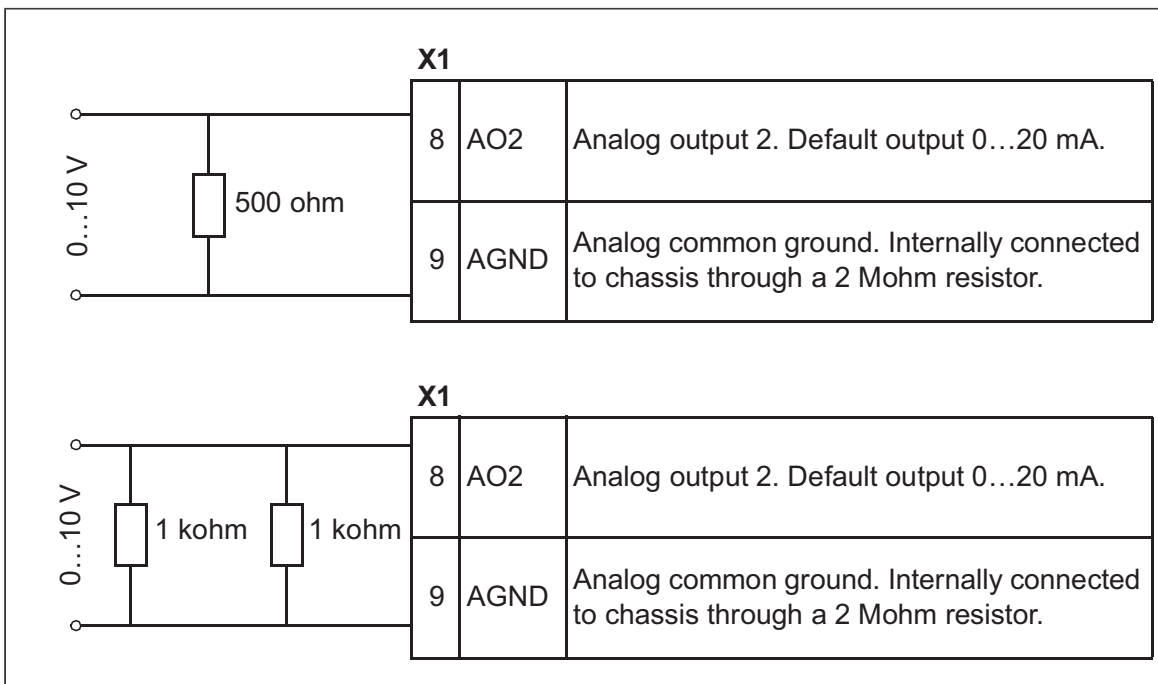 X1
0...10 V
500 ohm
8 AO2 Analog output 2. Default output 0…20 mA.
9 AGND Analog common ground. Internally connected
to chassis through a 2 Mohm resistor.
X1
0...10 V
1 kohm 1 kohm
8 AO2 Analog output 2. Default output 0…20 mA.
9 AGND Analog common ground. Internally connected
to chassis through a 2 Mohm resistor.